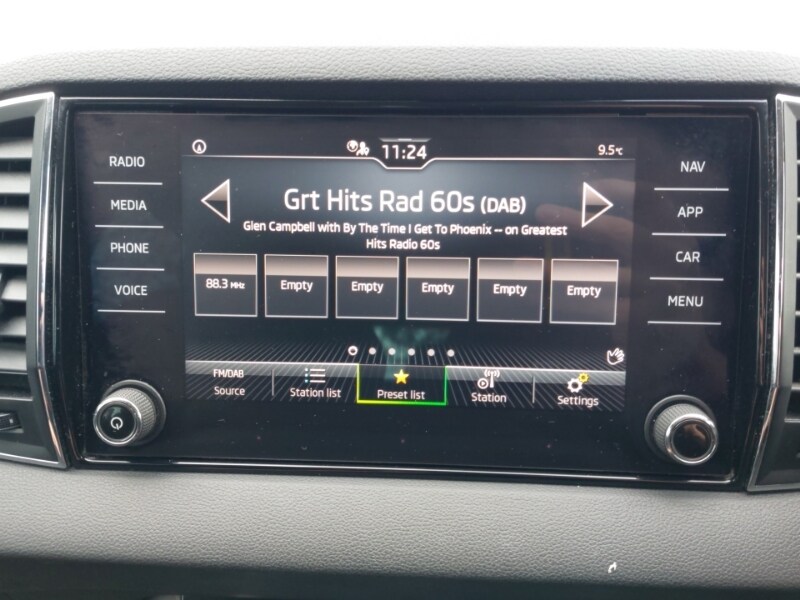 11:24
9.5°C
RADIO
MEDIA
PHONE
VOICE
Grt Hits Rad 60s (DAB)
Glen Campbell with By The Time I Get To Phoenix -- on Greatest
Hits Radio 60s
88.3 MHz
Empty
Empty
Empty
Empty
Empty
FM/DAB
Source
Station list
Preset list
Station
Settings
NAV
APP
CAR
MENU